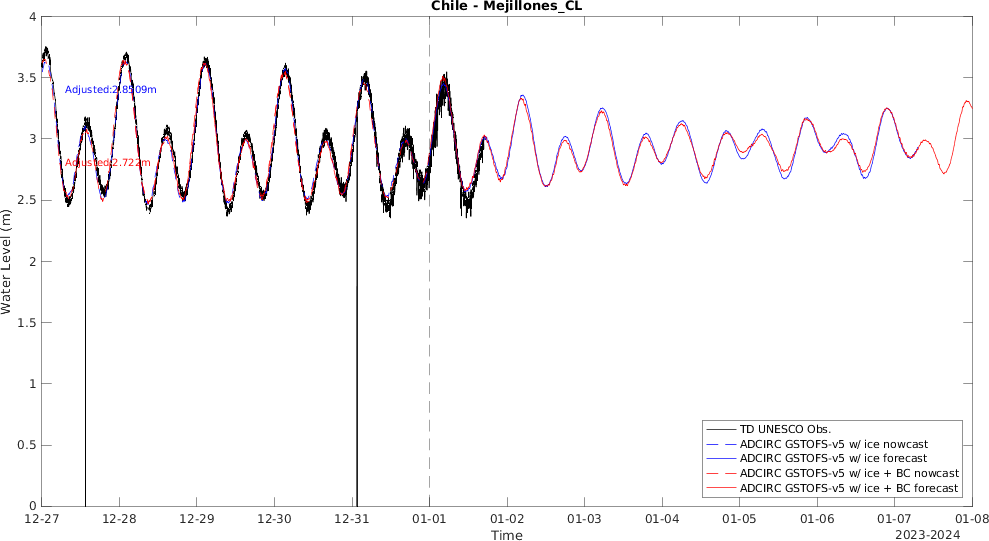 Chile - Mejillones_CL
4
3.5
3
2.5
2
1.5
1
0.5
0
Water Level (m)
Adjusted:2.8509m
Adjusted:2.722m
TD UNESCO Obs.
ADCIRC GSTOFS-v5 w/ ice nowcast
ADCIRC GSTOFS-v5 w/ ice forecast
ADCIRC GSTOFS-v5 w/ ice + BC nowcast
ADCIRC GSTOFS-v5 w/ ice + BC forecast
12-27 12-28 12-29 12-30 12-31 01-01 01-02 01-03 01-04 01-05 01-06 01-07 01-08
Time
2023-2024